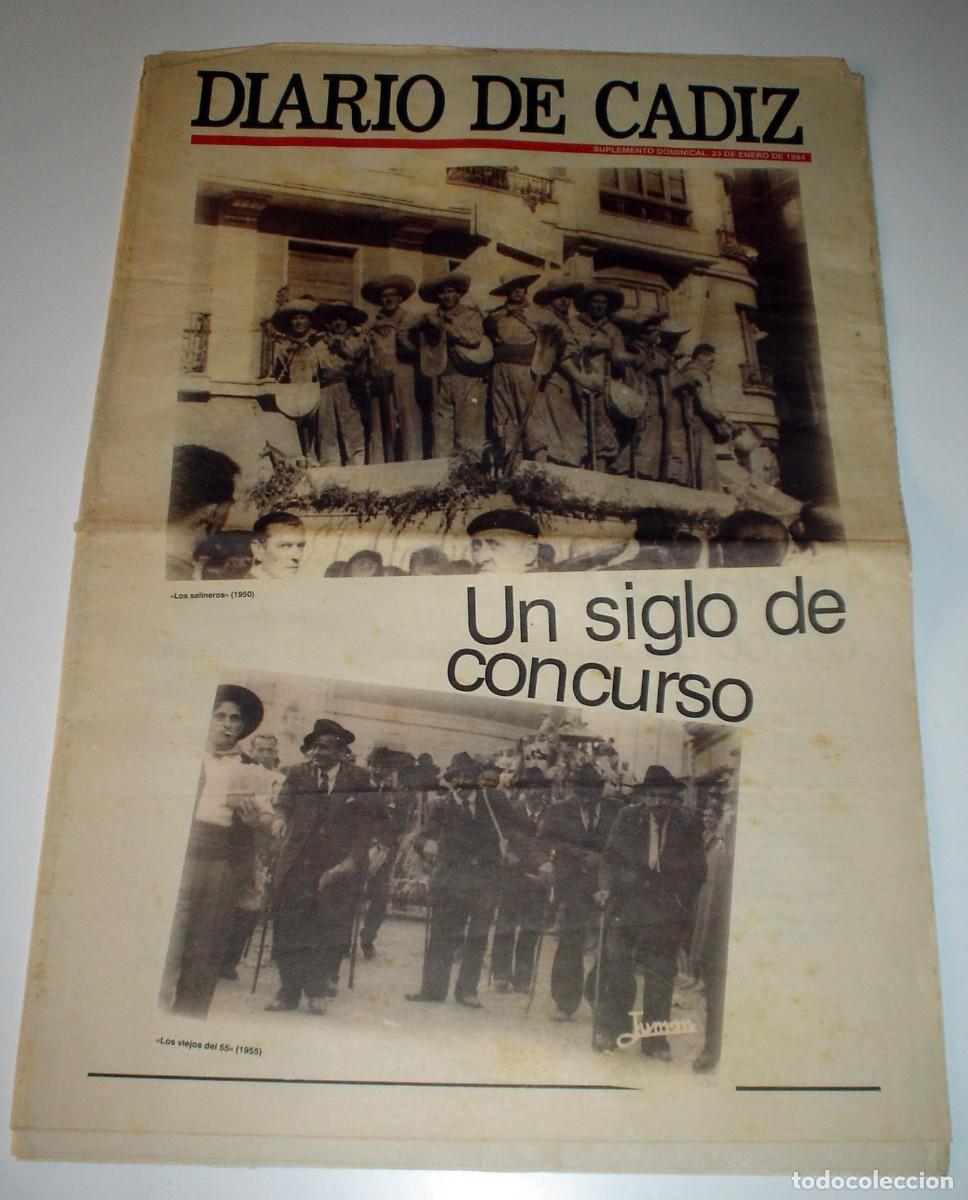 DIARIO DE CADIZ
SUPLEMENTO DOMINICAL. 23 DE ENERO DE 1994
«Los salineros» (1950)
Un siglo de
concurso
Jumán
«Los viejos del 55» (1955)
todocoleccion